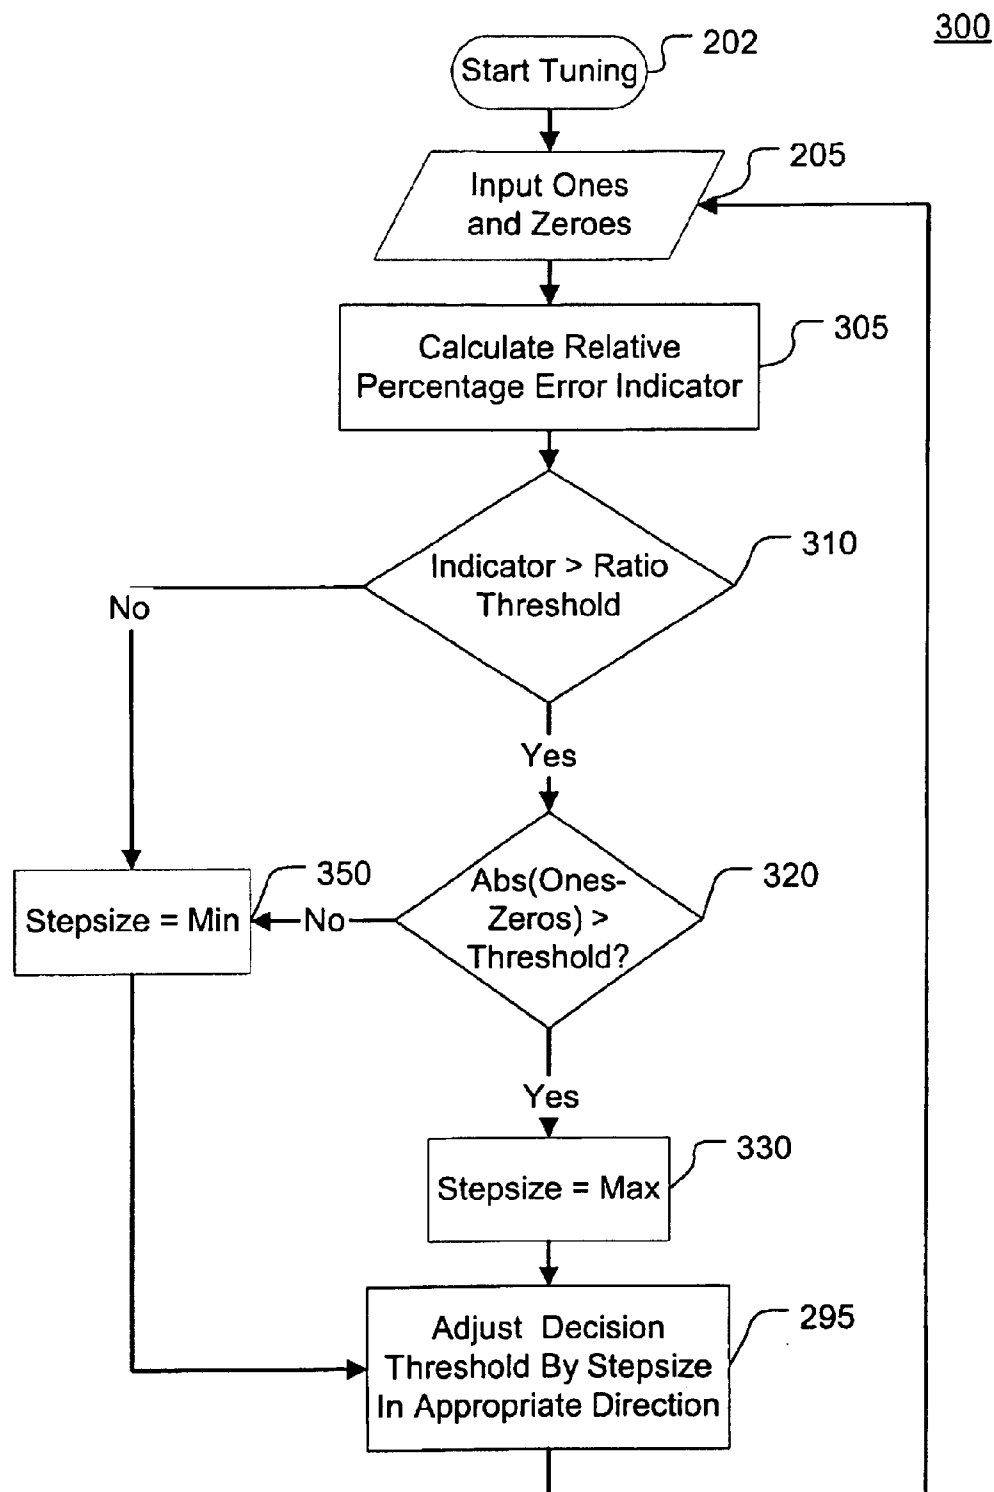 300
Start Tuning
202
Input Ones
and Zeroes
205
Calculate Relative
Percentage Error Indicator
305
Indicator > Ratio
Threshold
310
No
Yes
Abs(Ones-
Zeros) >
Threshold?
320
No
Stepsize = Min
350
Yes
Stepsize = Max
330
Adjust Decision
Threshold By Stepsize
In Appropriate Direction
295